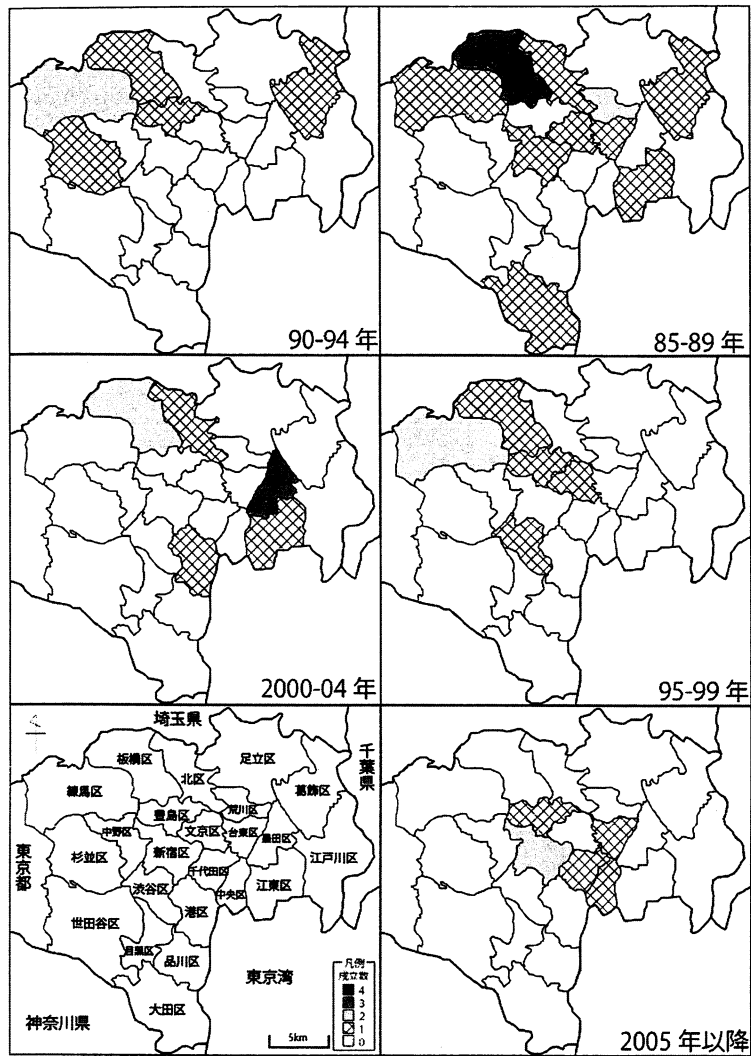 90-94 年
85-89 年
2000-04 年
95-99 年
埼玉県
千葉県
東京都
神奈川県
東京湾
板橋区
足立区
北区
練馬区
葛飾区
豊島区
荒川区
中野区
文京区
台東区
墨田区
杉並区
新宿区
江戸川区
千代田区
渋谷区
中央区
江東区
港区
世田谷区
目黒区
品川区
大田区
凡例
成立数
4
3
2
1
0
5km
2005 年以降